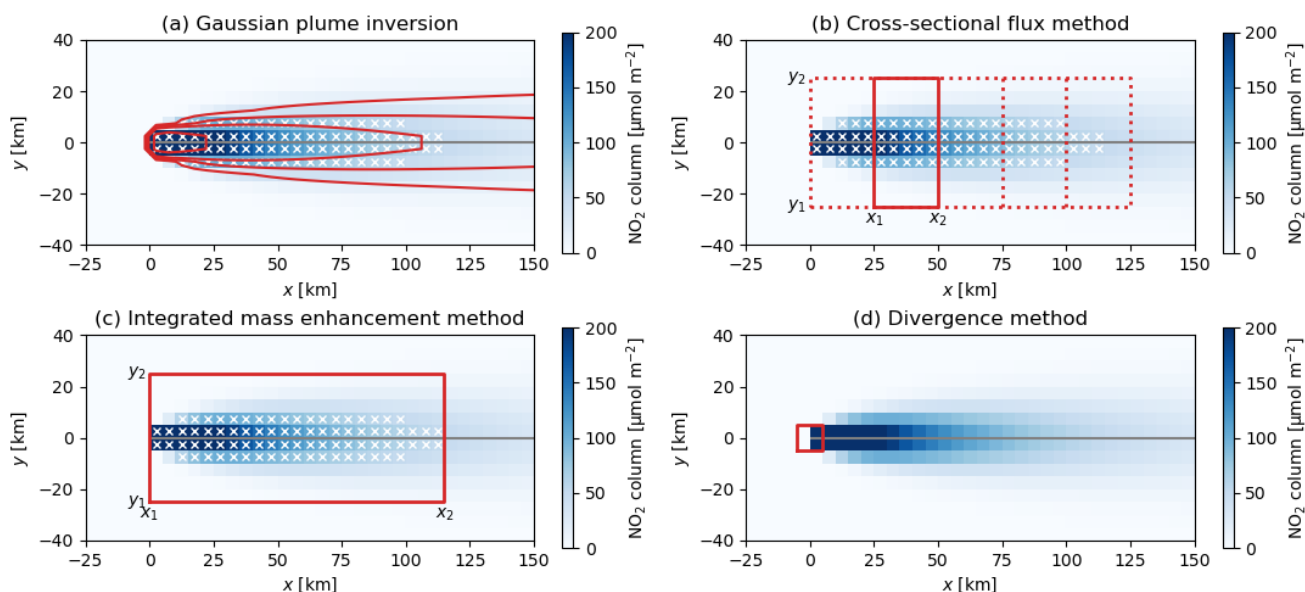 (a) Gaussian plume inversion
40
20
0
−20
−40
y [km]
−25 0 25 50 75 100 125 150
x [km]
200
150
100
50
0
NO₂ column [µmol m⁻²]
(b) Cross-sectional flux method
40
20
0
−20
−40
y [km]
y₂
y₁
x₁ x₂
−25 0 25 50 75 100 125 150
x [km]
200
150
100
50
0
NO₂ column [µmol m⁻²]
(c) Integrated mass enhancement method
40
20
0
−20
−40
y [km]
y₂
y₁
x₁ x₂
−25 0 25 50 75 100 125 150
x [km]
200
150
100
50
0
NO₂ column [µmol m⁻²]
(d) Divergence method
40
20
0
−20
−40
y [km]
−25 0 25 50 75 100 125 150
x [km]
200
150
100
50
0
NO₂ column [µmol m⁻²]